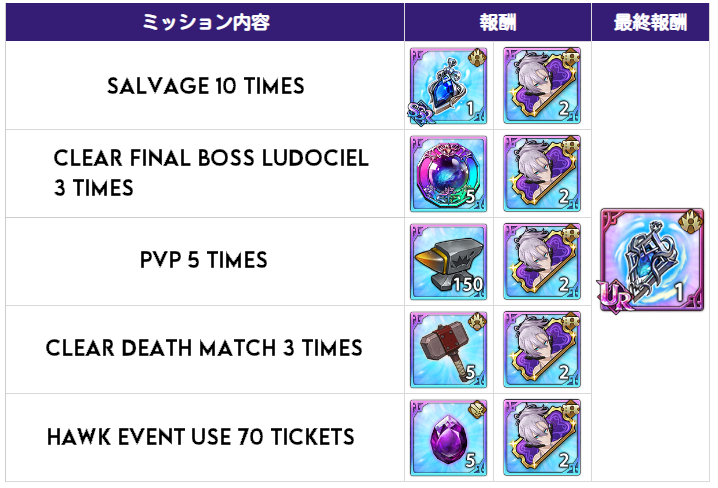 ミッション内容 報酬 最終報酬
SALVAGE 10 TIMES
SSR 1 2
CLEAR FINAL BOSS LUDOCIEL
3 TIMES
5 2
PVP 5 TIMES
150 2
UR 1
CLEAR DEATH MATCH 3 TIMES
5 2
HAWK EVENT USE 70 TICKETS
5 2